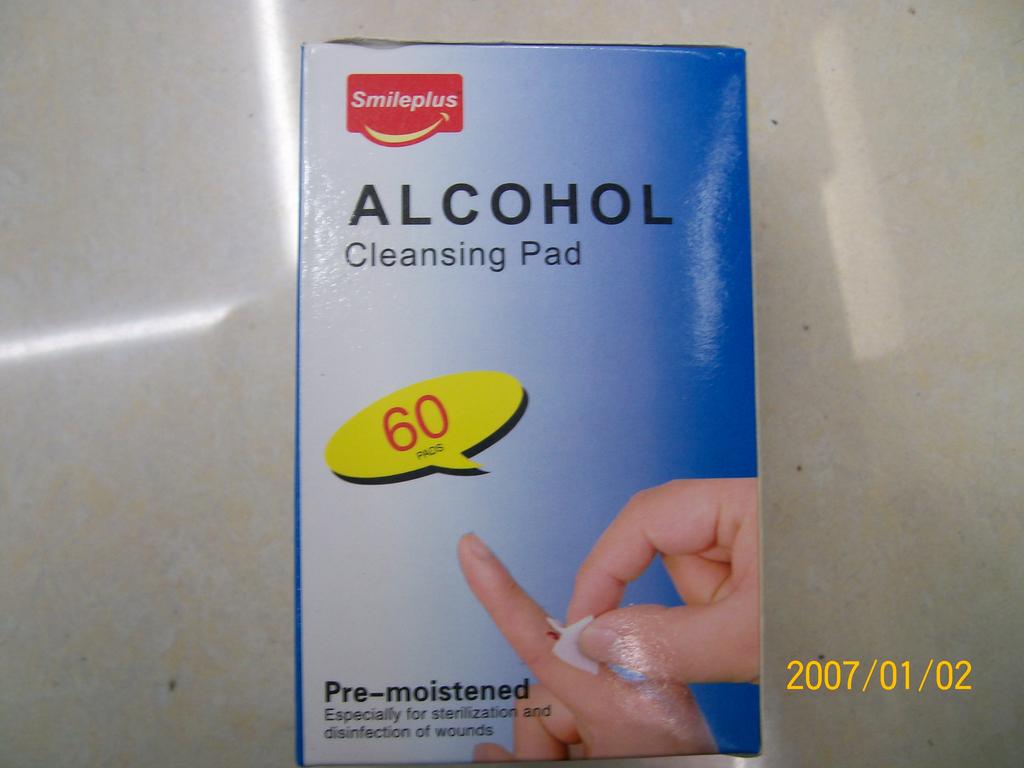 Smileplus
ALCOHOL
Cleansing Pad
60
PADS
Pre-moistened
Especially for sterilization and
disinfection of wounds
2007/01/02